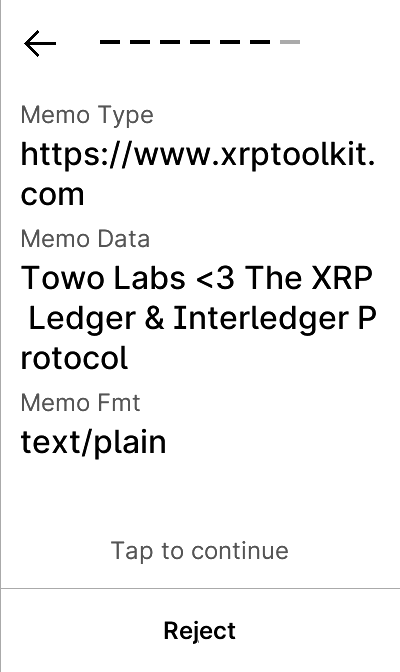 Memo Type
https://www.xrptoolkit.
com
Memo Data
Towo Labs <3 The XRP
Ledger & Interledger P
rotocol
Memo Fmt
text/plain
Tap to continue
Reject